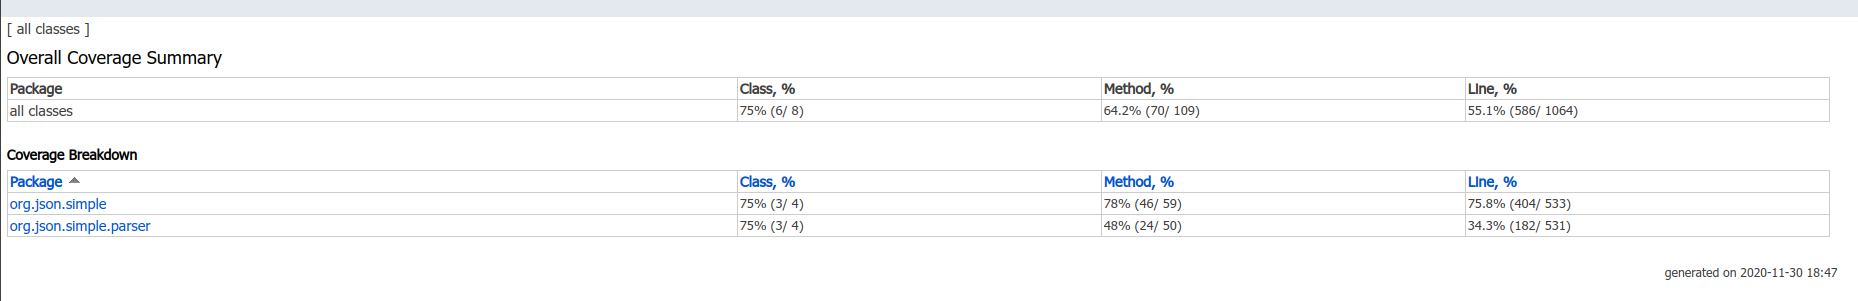 [ all classes ]
Overall Coverage Summary
Package Class, % Method, % Line, %
all classes 75% (6/ 8) 64.2% (70/ 109) 55.1% (586/ 1064)
Coverage Breakdown
Package Class, % Method, % Line, %
org.json.simple 75% (3/ 4) 78% (46/ 59) 75.8% (404/ 533)
org.json.simple.parser 75% (3/ 4) 48% (24/ 50) 34.3% (182/ 531)
generated on 2020-11-30 18:47